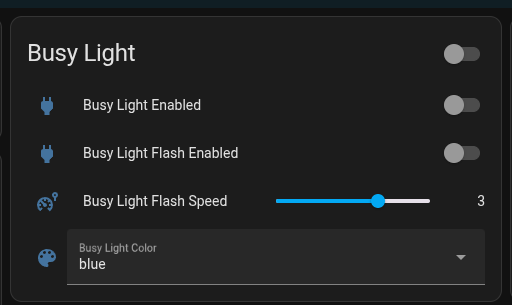 Busy Light
Busy Light Enabled
Busy Light Flash Enabled
Busy Light Flash Speed 3
Busy Light Color
blue